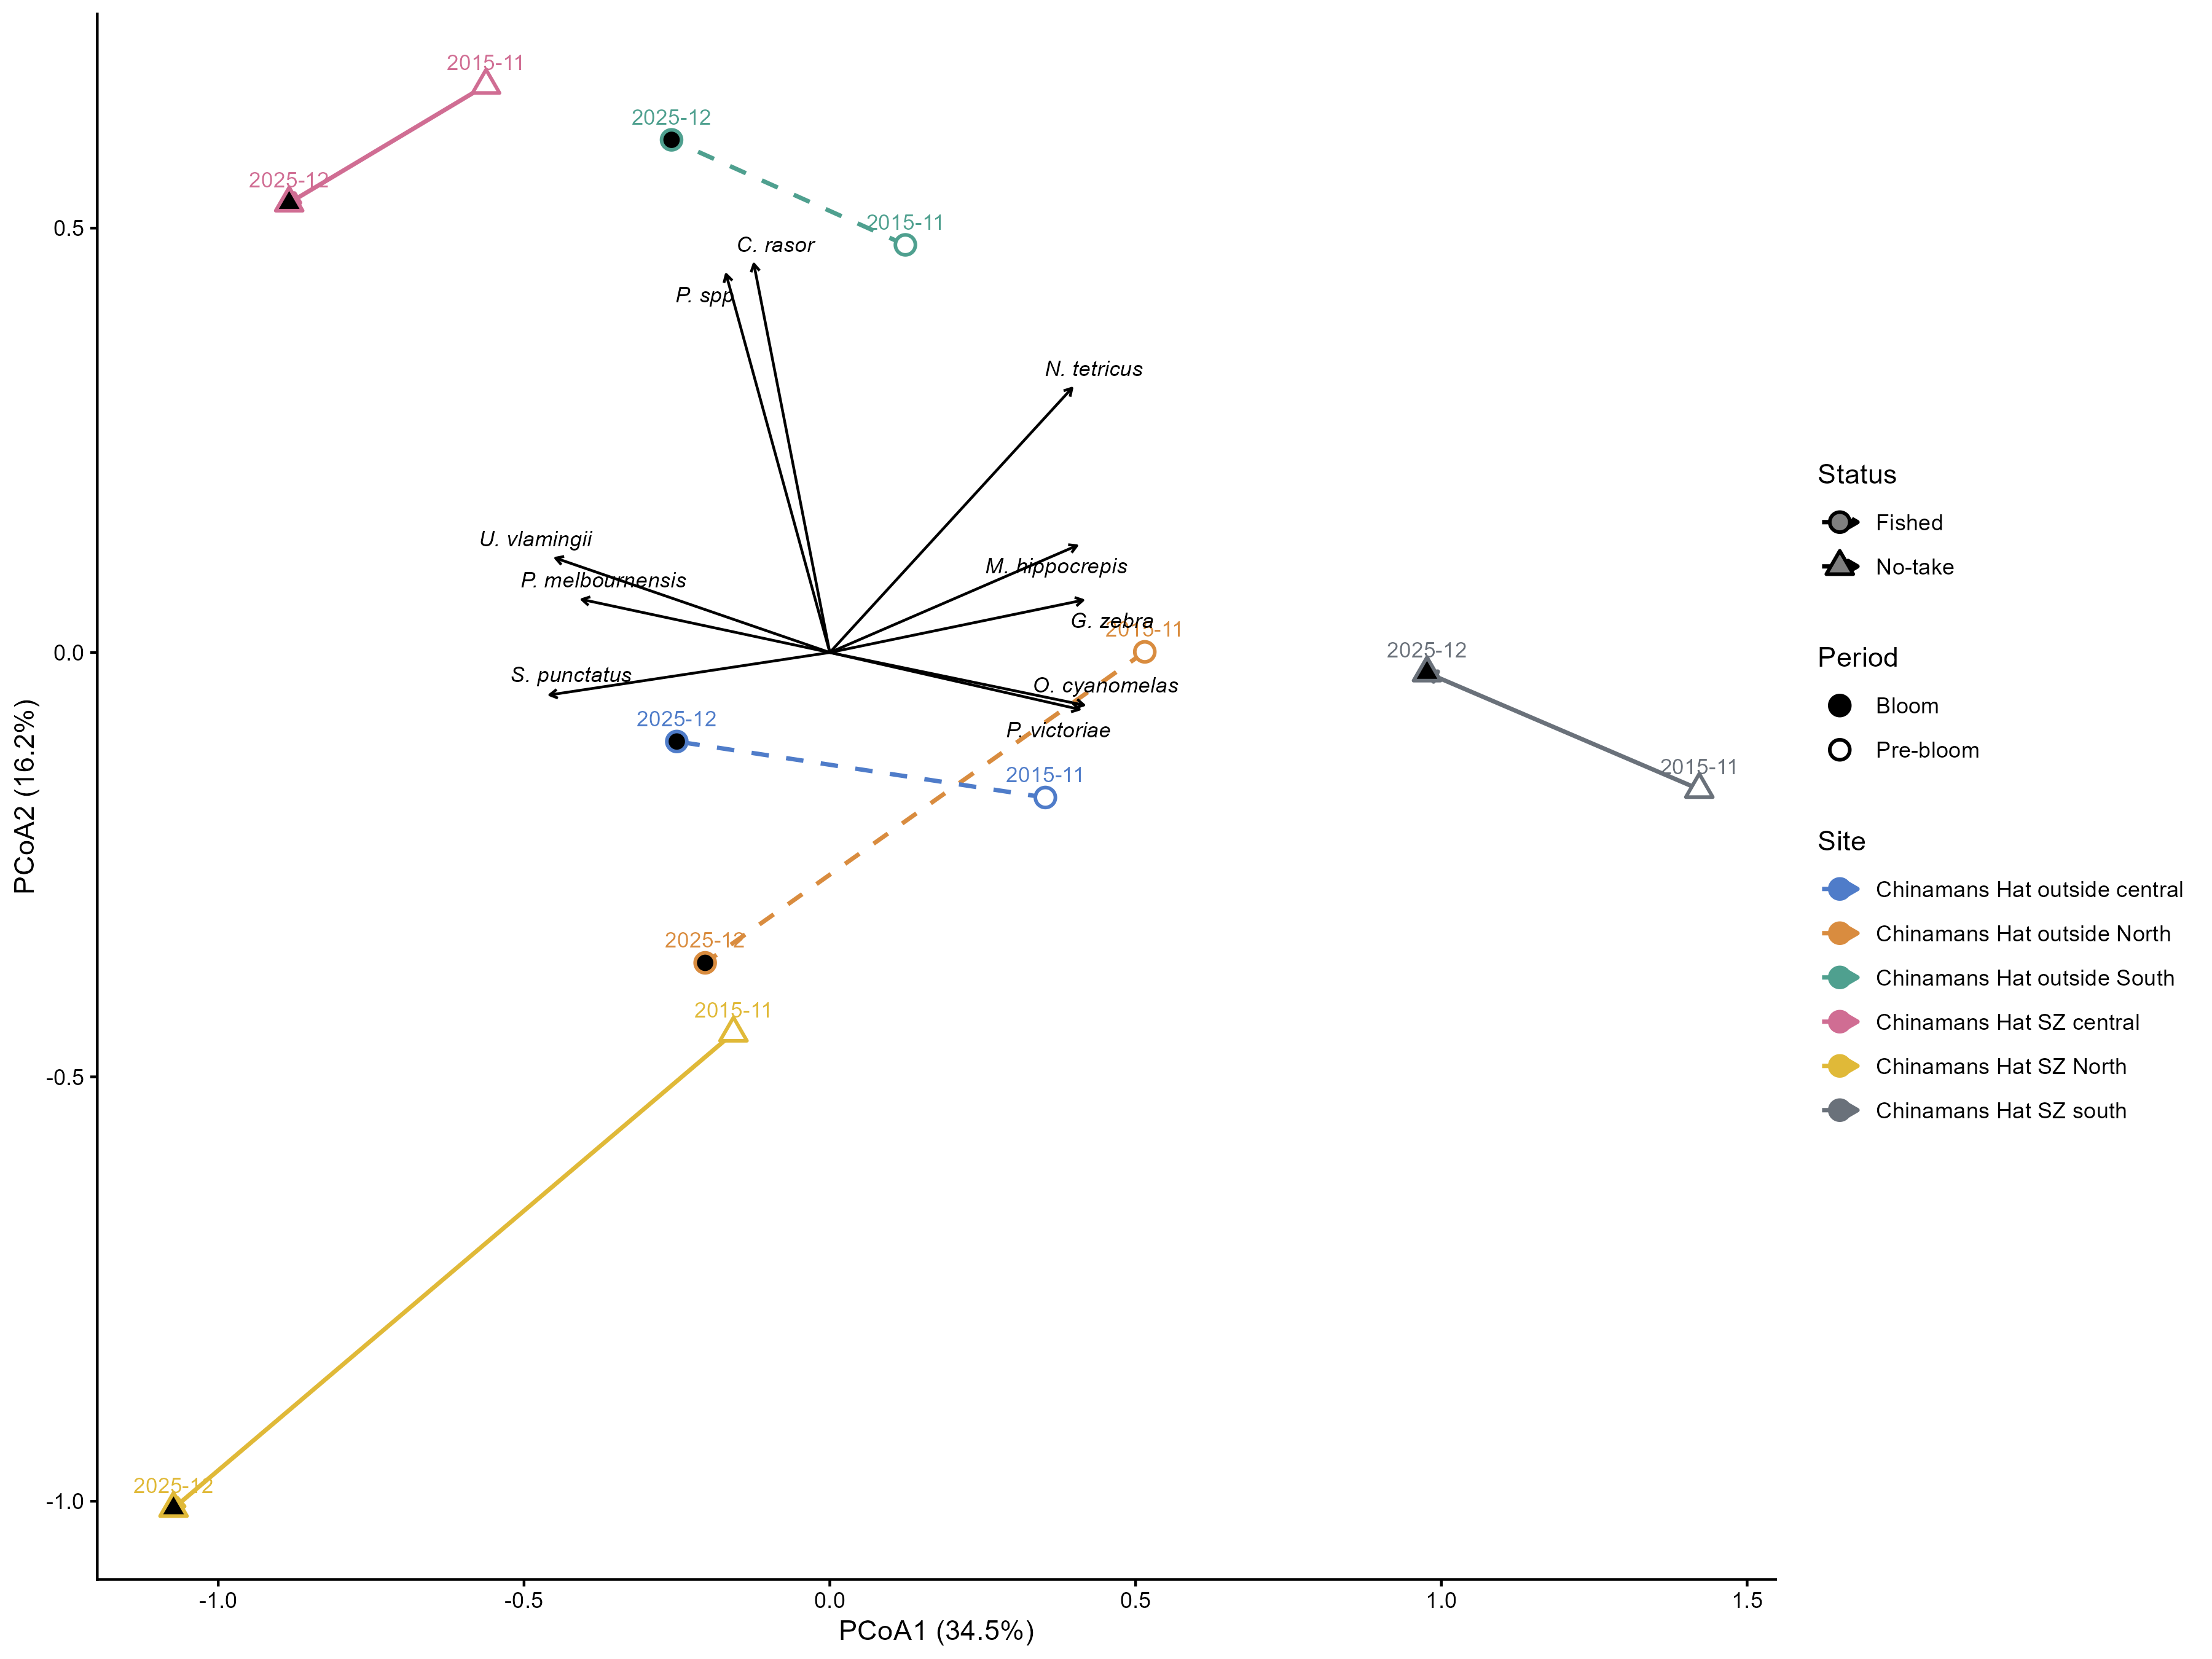 2015-11
2025-12
2025-12
2015-11
0.5
C. rasor
P. spp
N. tetricus
U. vlamingii
M. hippocrepis
P. melbournensis
G. zebra
2015-11
0.0
2025-12
S. punctatus
O. cyanomelas
2025-12
P. victoriae
2015-11
2015-11
2025-12
2015-11
-0.5
2025-12
-1.0
-1.0
-0.5
0.0
0.5
1.0
1.5
PCoA1 (34.5%)
PCoA2 (16.2%)
Status
Fished
No-take
Period
Bloom
Pre-bloom
Site
Chinamans Hat outside central
Chinamans Hat outside North
Chinamans Hat outside South
Chinamans Hat SZ central
Chinamans Hat SZ North
Chinamans Hat SZ south